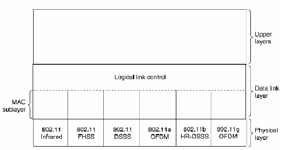 Upper
layers
Logical link control
Data link
layer
MAC
sublayer
802.11 802.11 802.11 802.11a 802.11b 802.11g
Infrared FHSS DSSS OFDM HR-DSSS OFDM
Physical
layer